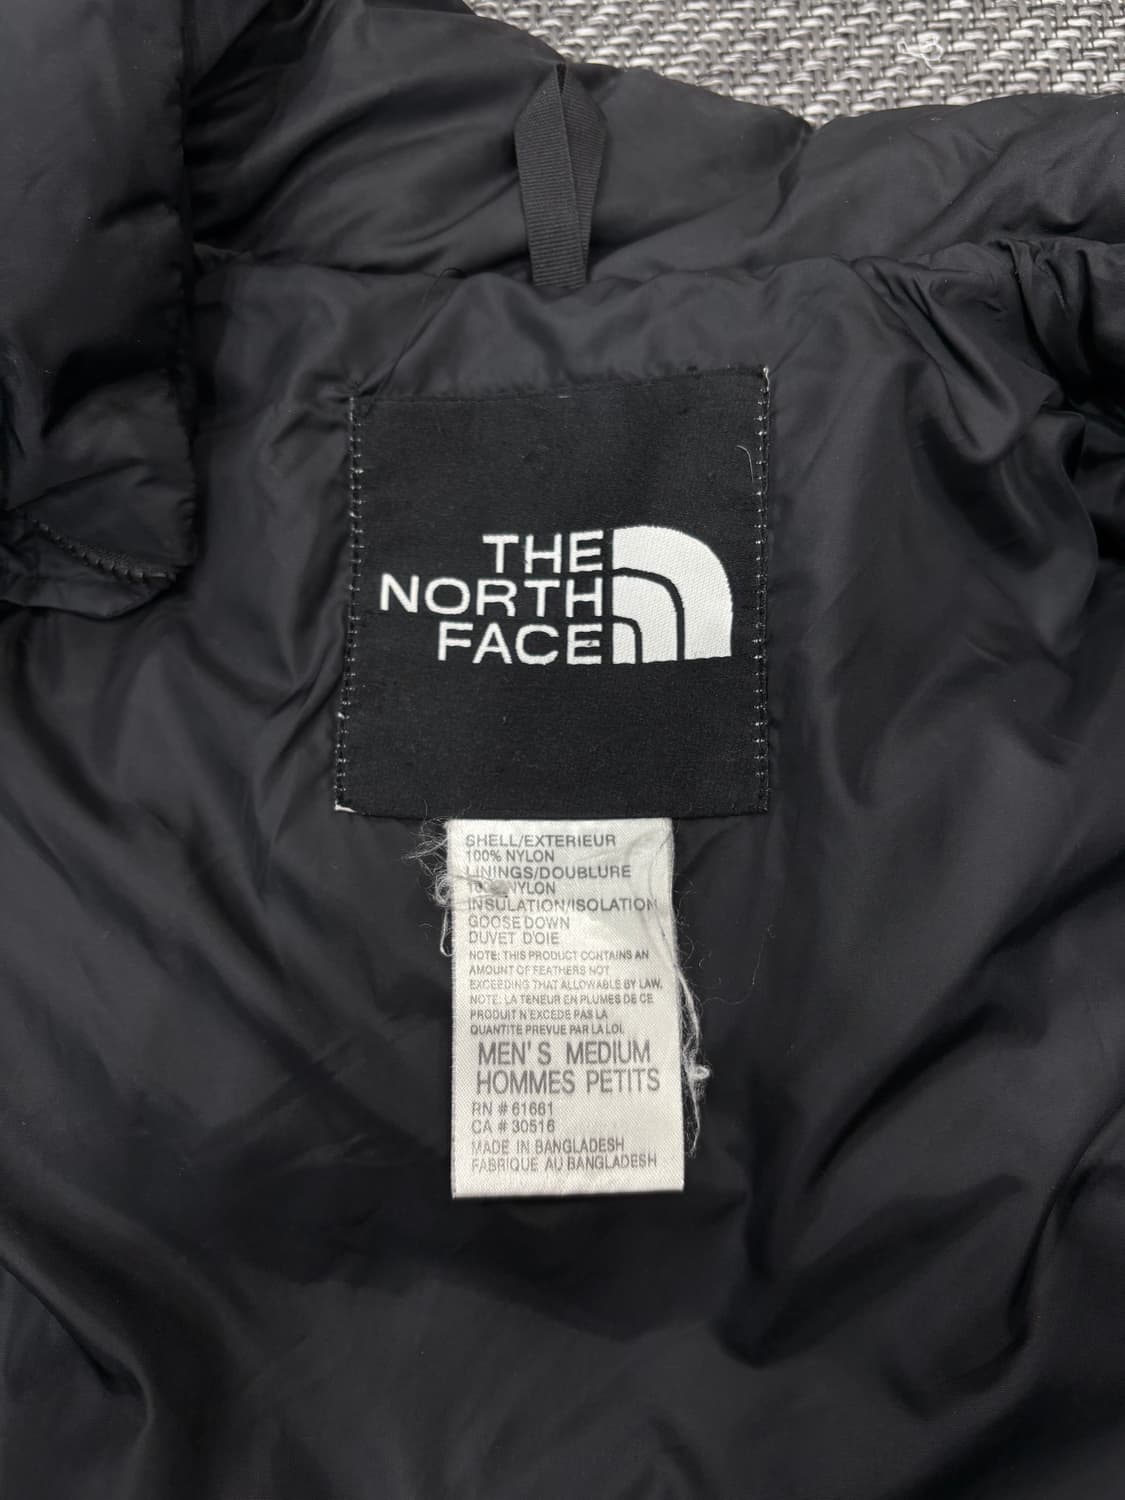 THE
NORTH
FACE
SHELL/EXTERIEUR
100% NYLON
LININGS/DOUBLURE
100% NYLON
INSULATION/ISOLATION
GOOSE DOWN
DUVET D'OIE
NOTE: THIS PRODUCT CONTAINS AN
AMOUNT OF FEATHERS NOT
EXCEEDING THAT ALLOWABLE BY LAW.
NOTE: LA TENEUR EN PLUMES DE CE
PRODUIT N'EXCEDE PAS LA
QUANTITE PREVUE PAR LA LOI.
MEN'S MEDIUM
HOMMES PETITS
RN # 61661
CA # 30516
MADE IN BANGLADESH
FABRIQUE AU BANGLADESH